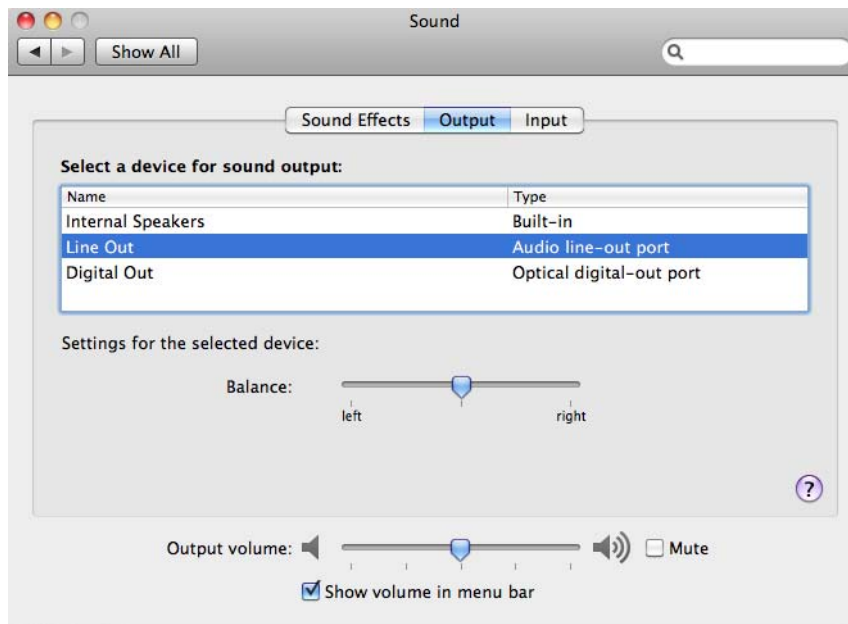 Sound
Show All
Sound Effects Output Input
Select a device for sound output:
Name Type
Internal Speakers Built-in
Line Out Audio line-out port
Digital Out Optical digital-out port
Settings for the selected device:
Balance:
left right
?
Output volume: Mute
Show volume in menu bar